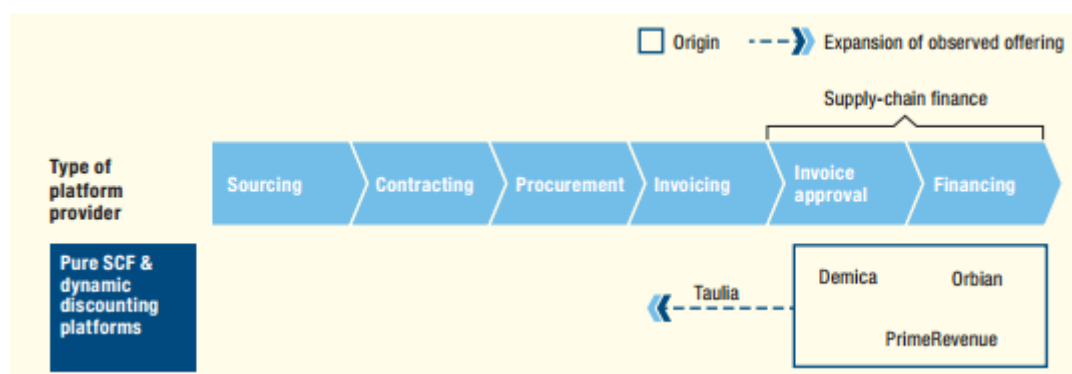 Origin
Expansion of observed offering
Supply-chain finance
Type of
platform
provider
Sourcing
Contracting
Procurement
Invoicing
Invoice
approval
Financing
Pure SCF &
dynamic
discounting
platforms
Taulia
Demica
Orbian
PrimeRevenue